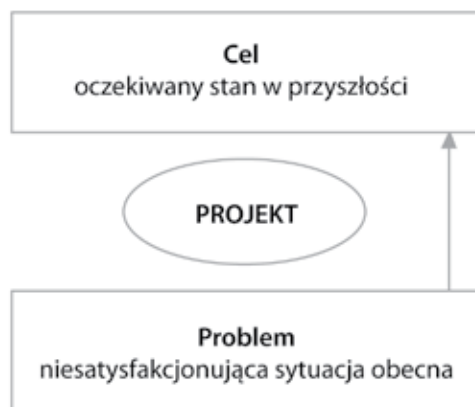 Cel
oczekiwany stan w przyszłości
PROJEKT
Problem
niesatysfakcjonująca sytuacja obecna